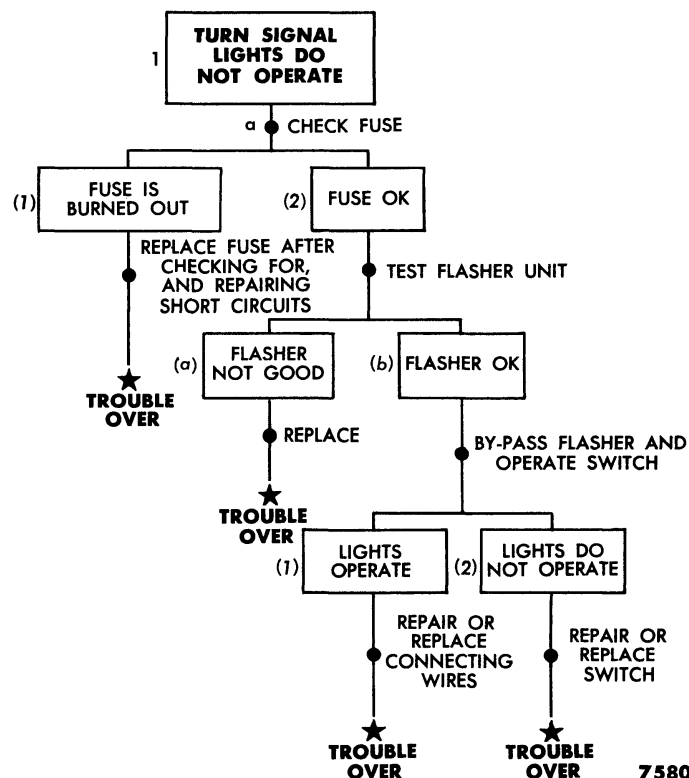 1
TURN SIGNAL
LIGHTS DO
NOT OPERATE
a
CHECK FUSE
(1)
FUSE IS
BURNED OUT
(2)
FUSE OK
REPLACE FUSE AFTER
CHECKING FOR,
AND REPAIRING
SHORT CIRCUITS
TEST FLASHER UNIT
TROUBLE
OVER
(a)
FLASHER
NOT GOOD
(b)
FLASHER OK
REPLACE
TROUBLE
OVER
BY-PASS FLASHER AND
OPERATE SWITCH
(1)
LIGHTS
OPERATE
(2)
LIGHTS DO
NOT OPERATE
REPAIR OR
REPLACE
CONNECTING
WIRES
REPAIR OR
REPLACE
SWITCH
TROUBLE
OVER
TROUBLE
OVER
7580